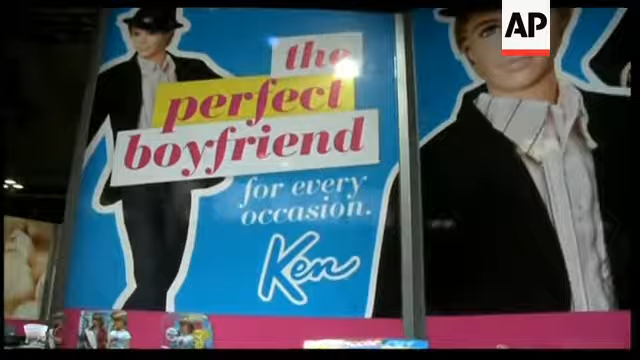 AP
the
perfect
boyfriend
for every
occasion.
Ken